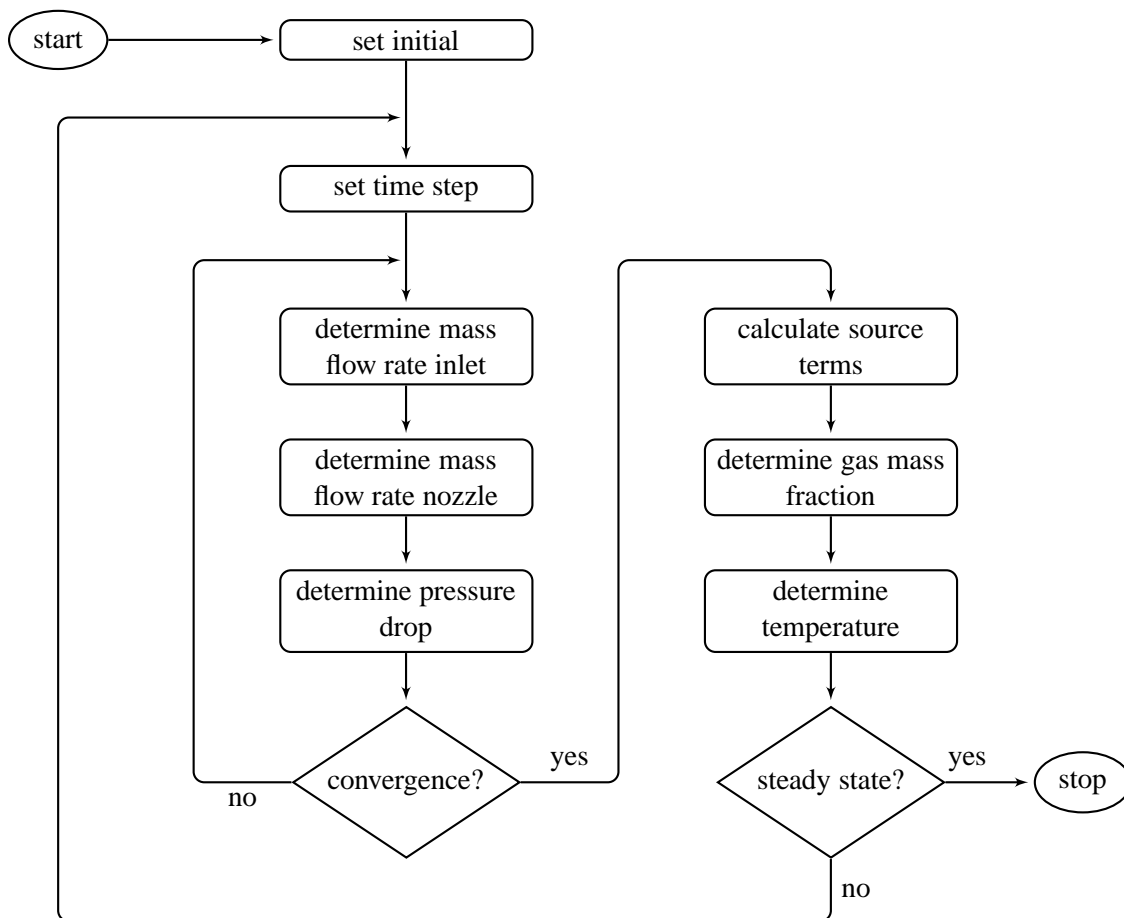 start
set initial
set time step
determine mass
flow rate inlet
determine mass
flow rate nozzle
determine pressure
drop
convergence?
no
yes
calculate source
terms
determine gas mass
fraction
determine
temperature
steady state?
yes
stop
no